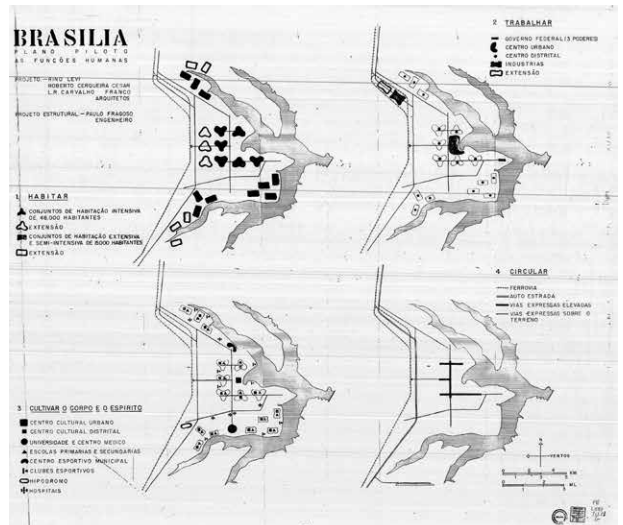 BRASILIA
PLANO PILOTO
AS FUNÇÕES HUMANAS
PROJETO - RINO LEVI
ROBERTO CERQUEIRA CESAR
L.R. CARVALHO FRANCO
ARQUITETOS
PROJETO ESTRUTURAL - PAULO FRAGOSO
ENGENHEIRO
1 HABITAR
CONJUNTOS DE HABITAÇÃO INTENSIVA
DE 48.000 HABITANTES
EXTENSÃO
CONJUNTOS DE HABITAÇÃO EXTENSIVA
E SEMI-INTENSIVA DE 8.000 HABITANTES
EXTENSÃO
2 TRABALHAR
GOVERNO FEDERAL/3 PODERES
CENTRO URBANO
CENTRO DISTRITAL
INDUSTRIAS
EXTENSÃO
3 CULTIVAR O CORPO E O ESPIRITO
CENTRO CULTURAL URBANO
CENTRO CULTURAL DISTRITAL
UNIVERSIDADE E CENTRO MEDICO
ESCOLAS PRIMARIAS E SECUNDARIAS
CENTRO ESPORTIVO MUNICIPAL
CLUBES ESPORTIVOS
HIPODROMO
HOSPITAIS
4 CIRCULAR
FERROVIA
AUTO ESTRADA
VIAS EXPRESSAS ELEVADAS
VIAS EXPRESSAS SOBRE O
TERRENO
VENTOS
KM
ML